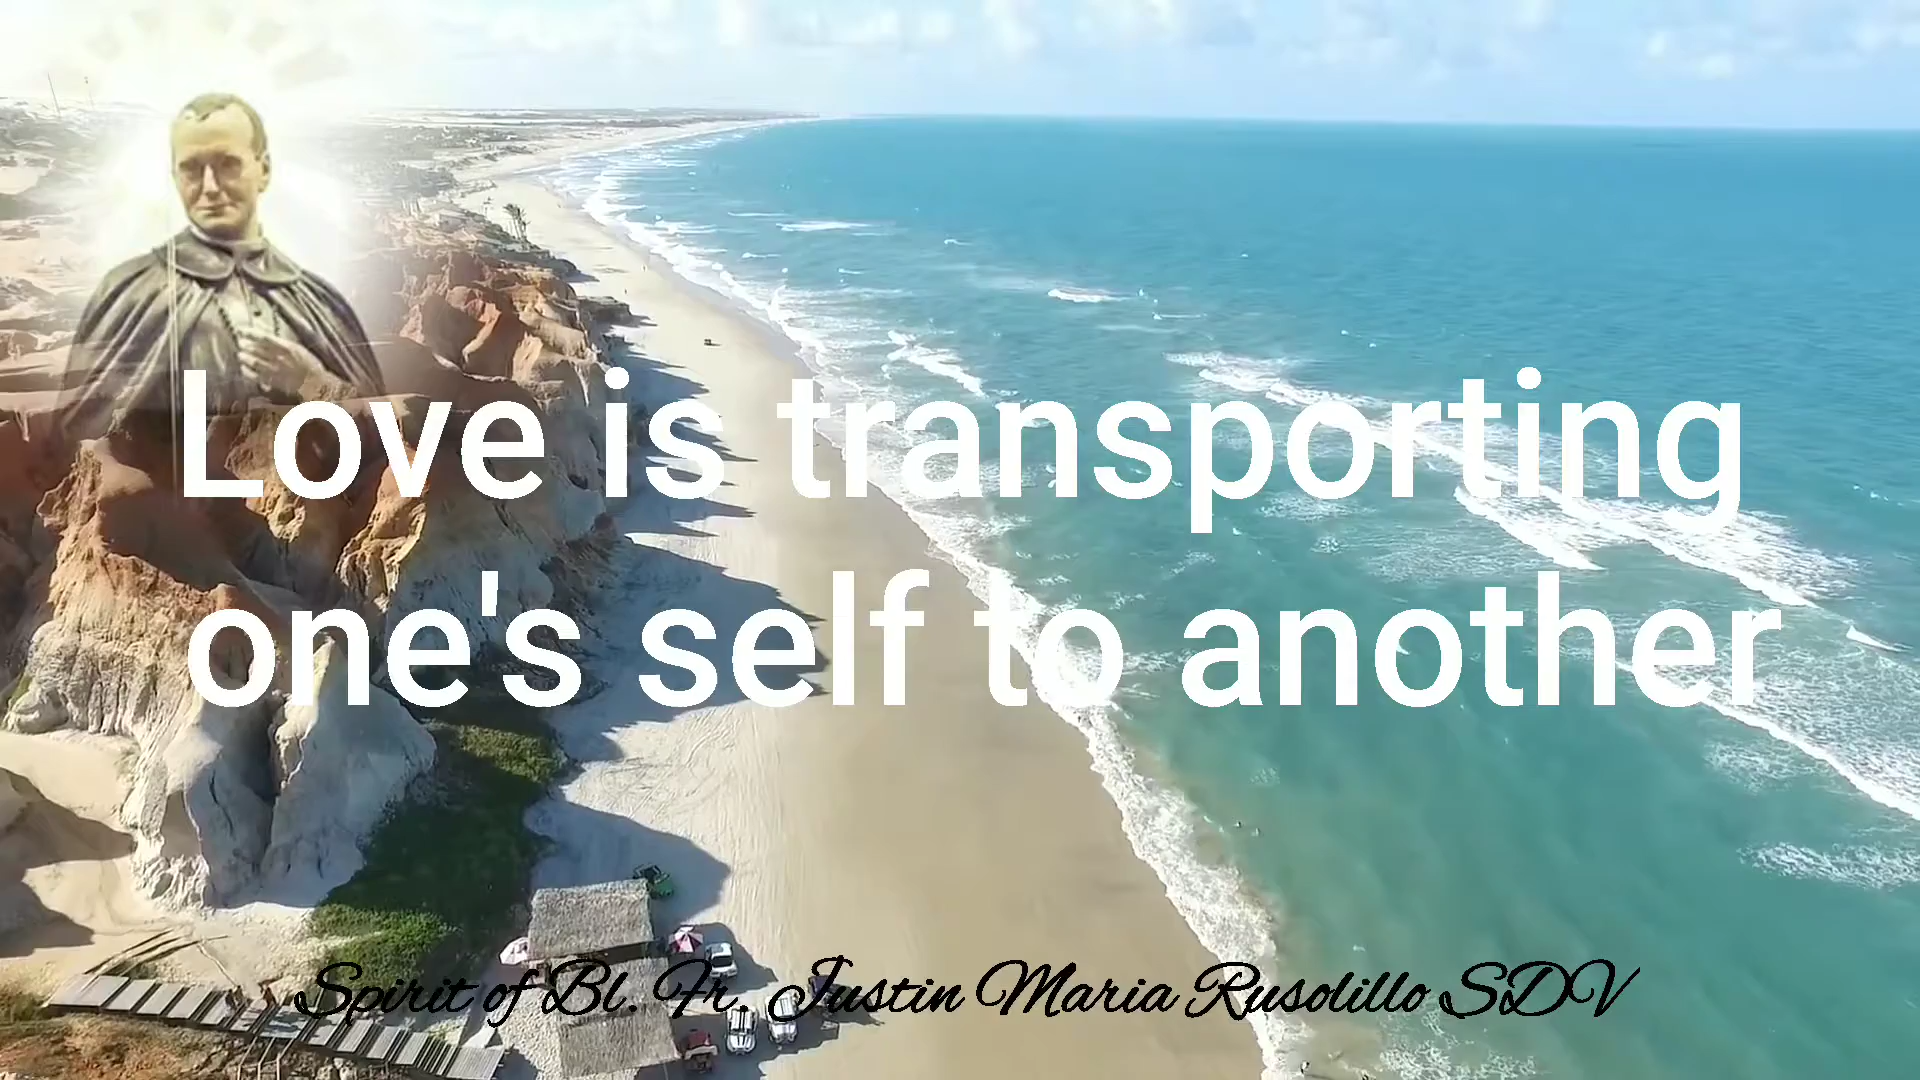 Love is transporting
one's self to another
Spirit of Bl. Fr. Justin Maria Rusolillo SDV